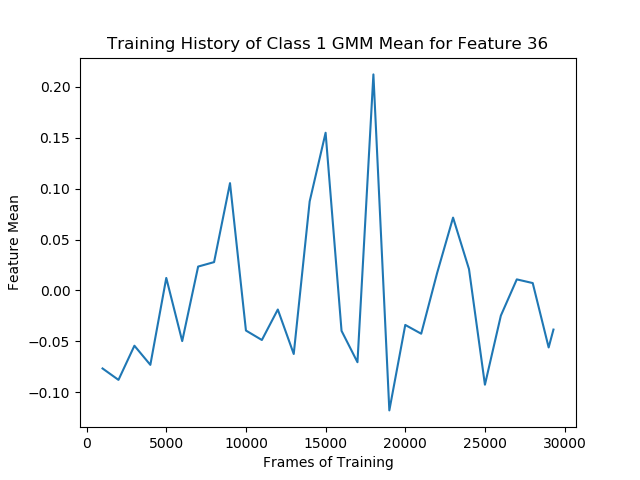 Training History of Class 1 GMM Mean for Feature 36
0.20
0.15
0.10
0.05
0.00
−0.05
−0.10
Feature Mean
0 5000 10000 15000 20000 25000 30000
Frames of Training